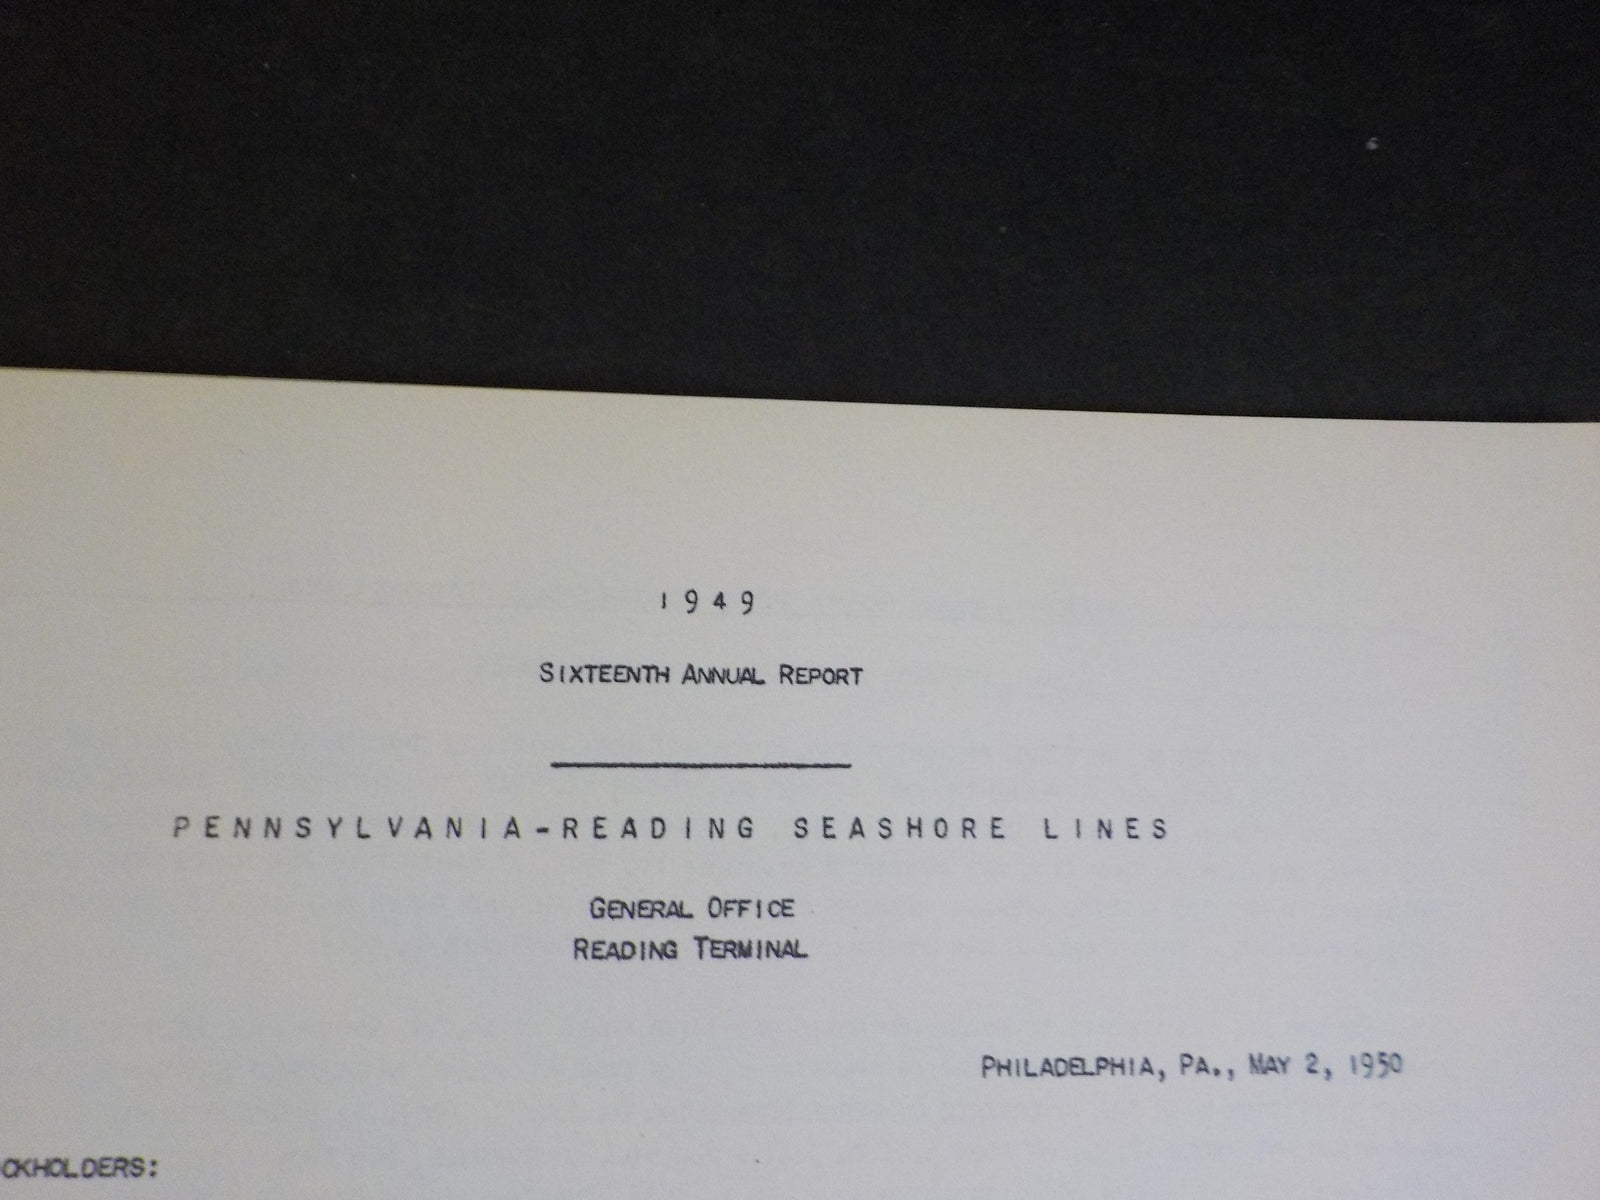 1949
SIXTEENTH ANNUAL REPORT
PENNSYLVANIA-READING SEASHORE LINES
GENERAL OFFICE
READING TERMINAL
PHILADELPHIA, PA., MAY 2, 1950
OCKHOLDERS: